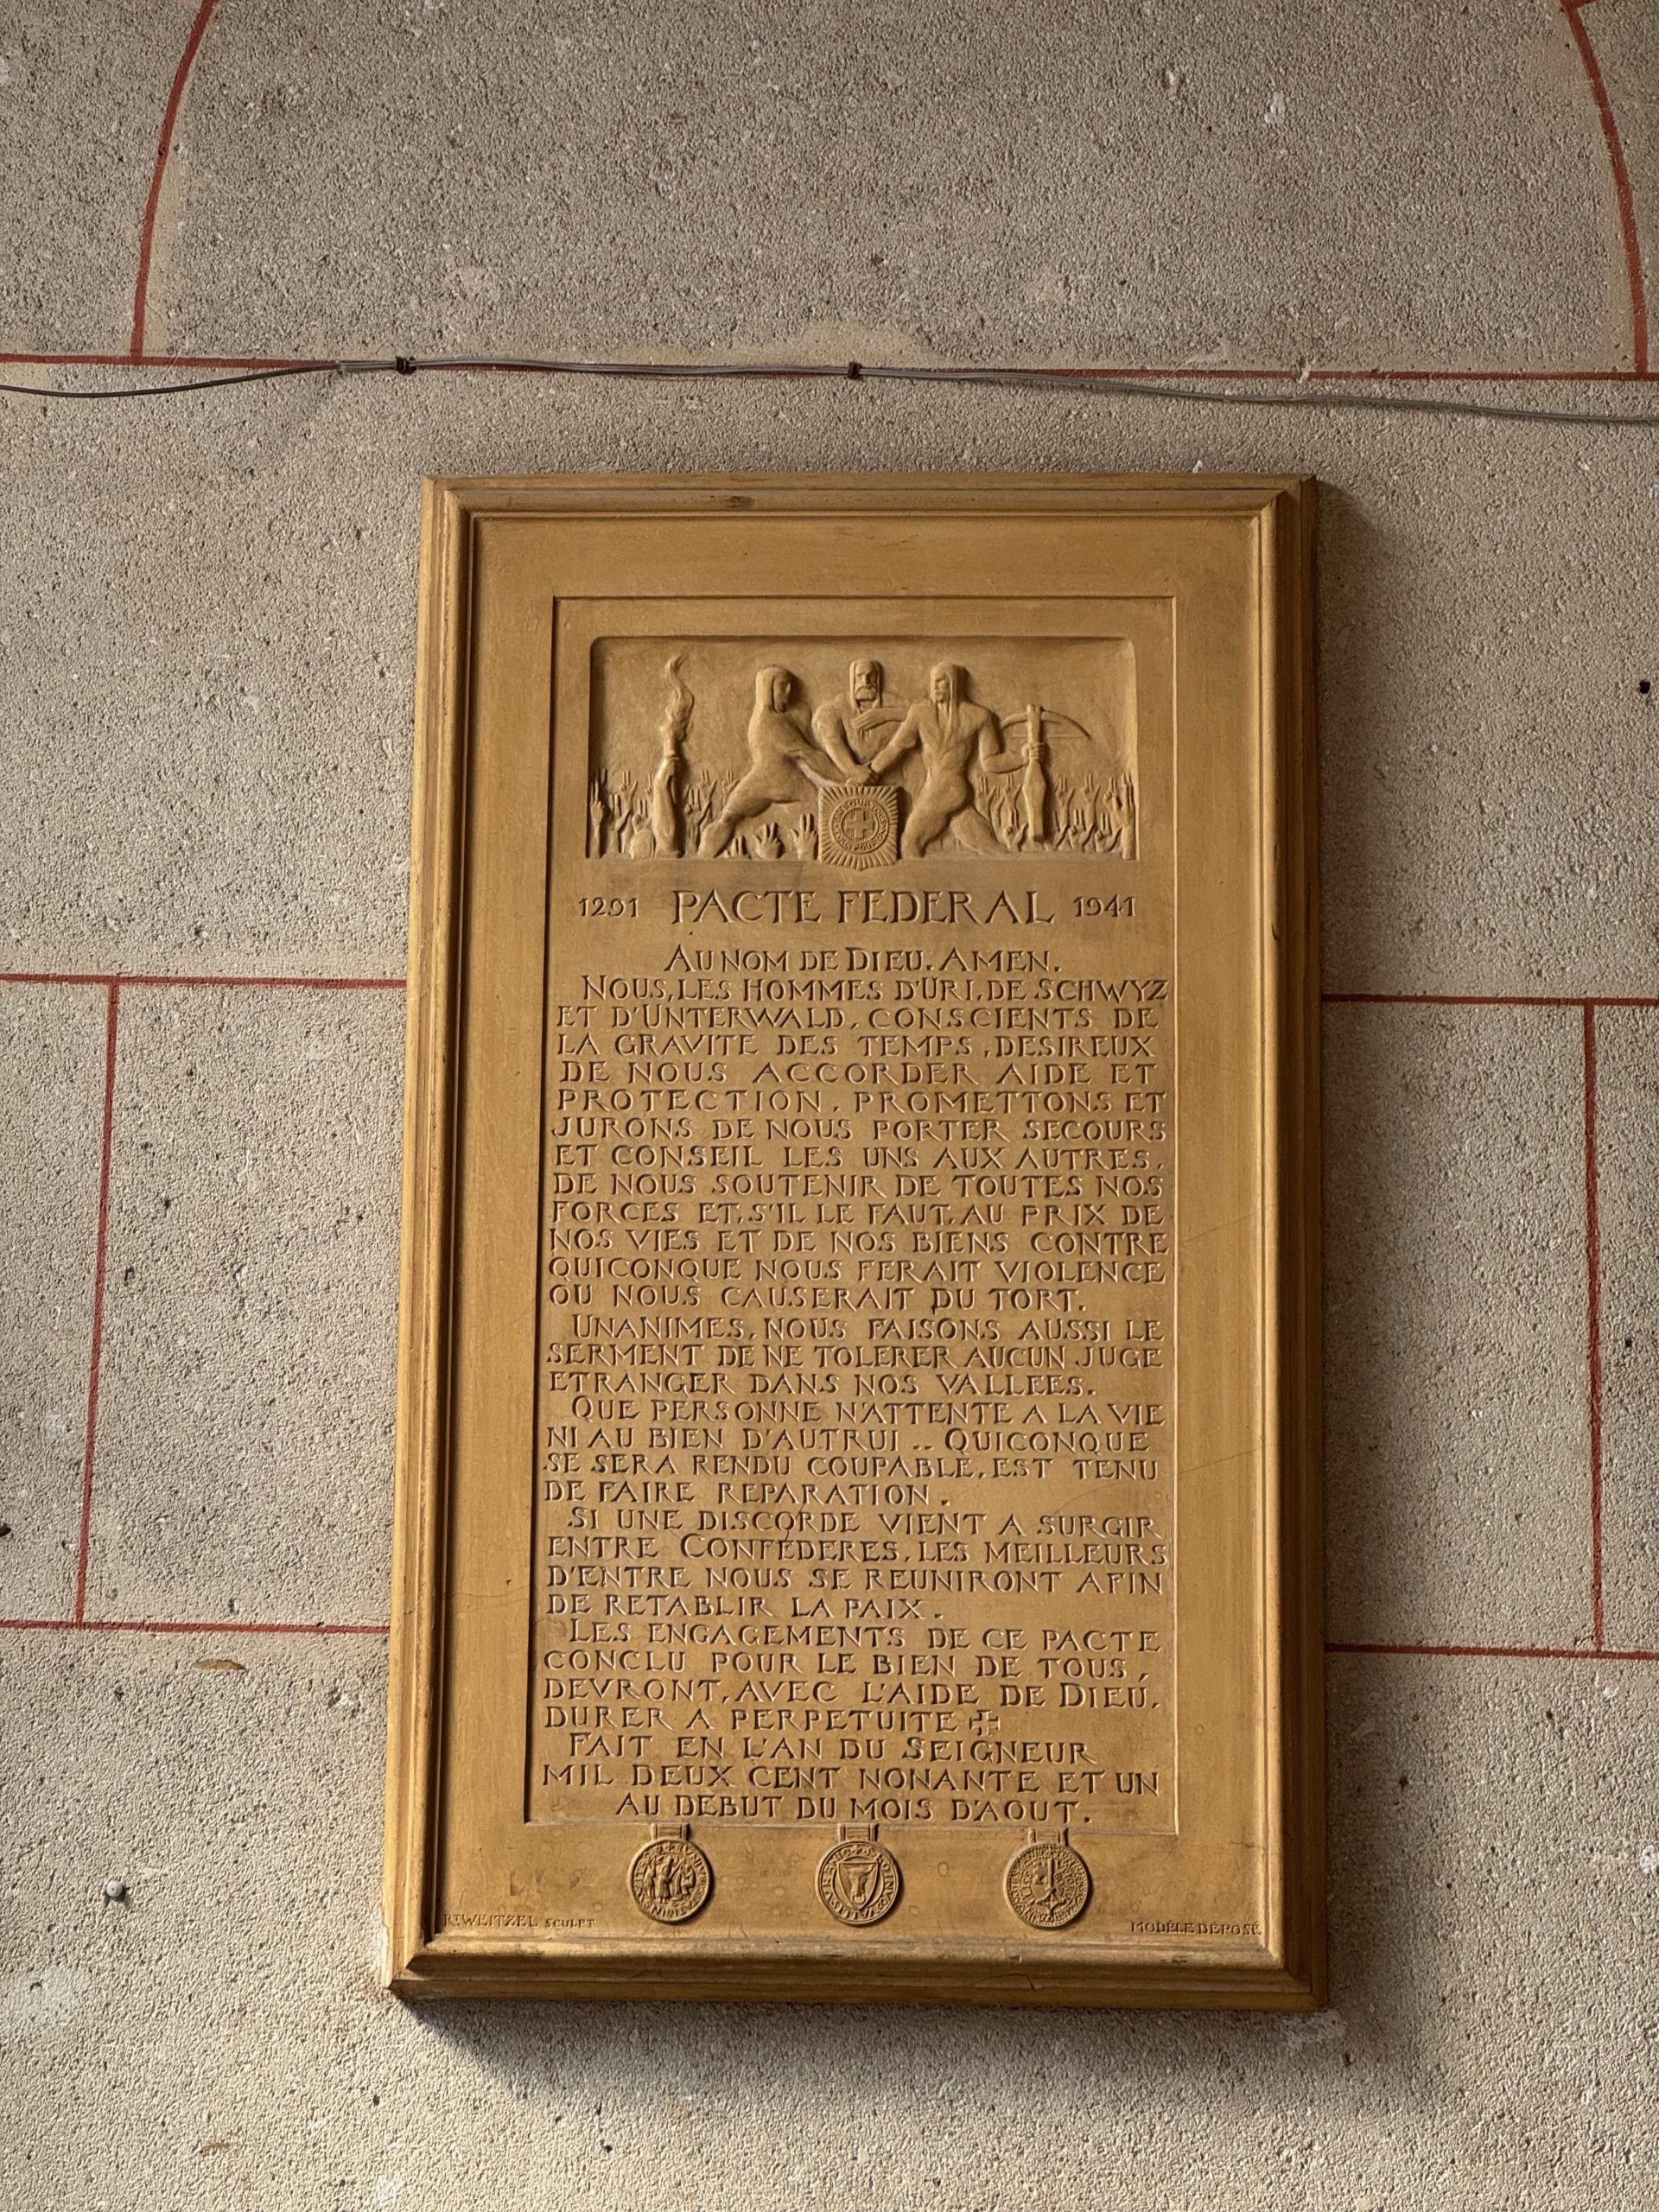 1291 PACTE FEDERAL 1941
AU NOM DE DIEU. AMEN.
NOUS, LES HOMMES D'URI, DE SCHWYZ
ET D'UNTERWALD, CONSCIENTS DE
LA GRAVITE DES TEMPS, DESIREUX
DE NOUS ACCORDER AIDE ET
PROTECTION, PROMETTONS ET
JURONS DE NOUS PORTER SECOURS
ET CONSEIL LES UNS AUX AUTRES,
DE NOUS SOUTENIR DE TOUTES NOS
FORCES ET, S'IL LE FAUT, AU PRIX DE
NOS VIES ET DE NOS BIENS CONTRE
QUICONQUE NOUS FERAIT VIOLENCE
OU NOUS CAUSERAIT DU TORT.
UNANIMES, NOUS FAISONS AUSSI LE
SERMENT DE NE TOLERER AUCUN JUGE
ETRANGER DANS NOS VALLEES.
QUE PERSONNE N'ATTENTE A LA VIE
NI AU BIEN D'AUTRUI.. QUICONQUE
SE SERA RENDU COUPABLE, EST TENU
DE FAIRE REPARATION.
SI UNE DISCORDE VIENT A SURGIR
ENTRE CONFÉDERES, LES MEILLEURS
D'ENTRE NOUS SE REUNIRONT AFIN
DE RETABLIR LA PAIX.
LES ENGAGEMENTS DE CE PACTE
CONCLU POUR LE BIEN DE TOUS,
DEVRONT, AVEC L'AIDE DE DIEU,
DURER A PERPETUITE
FAIT EN L'AN DU SEIGNEUR
MIL DEUX CENT NONANTE ET UN
AU DEBUT DU MOIS D'AOUT.
WEITZEL SCULPT
MODÈLE DÉPOSÉ